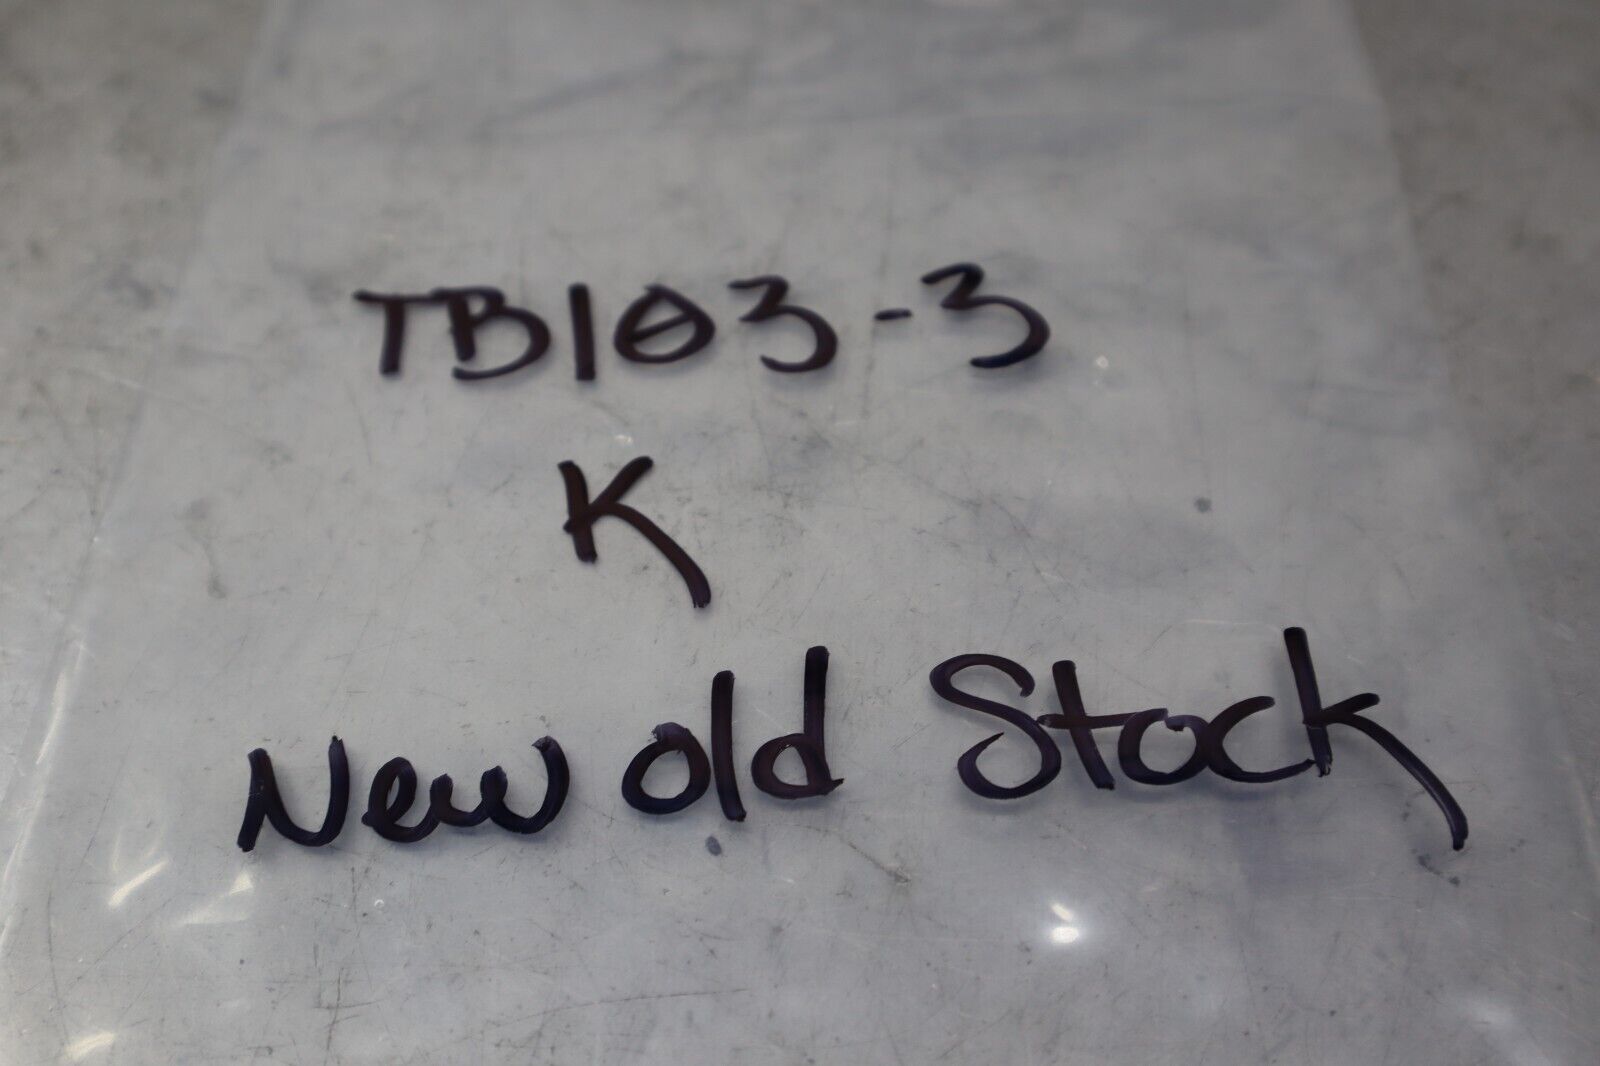 TB103-3
K
New old Stock